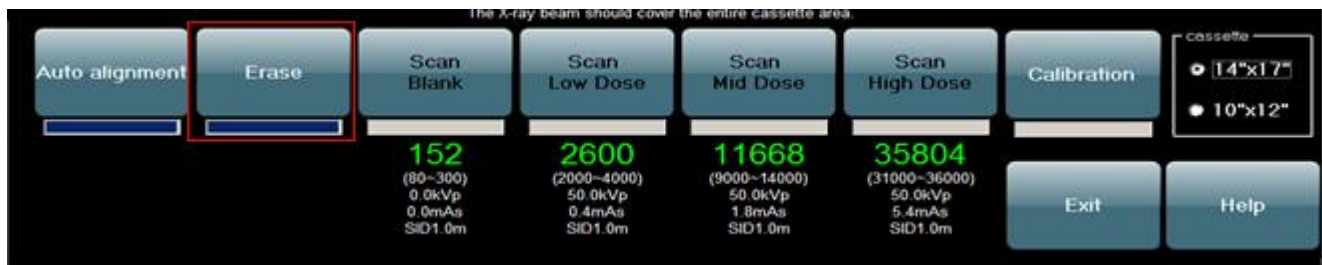 The X-ray beam should cover the entire cassette area.
Auto alignment
Erase
Scan
Blank
Scan
Low Dose
Scan
Mid Dose
Scan
High Dose
Calibration
cassette
14"x17"
10"x12"
152
(80~300)
0.0kVp
0.0mAs
SID1.0m
2600
(2000~4000)
50.0kVp
0.4mAs
SID1.0m
11668
(9000~14000)
50.0kVp
1.8mAs
SID1.0m
35804
(31000~36000)
50.0kVp
5.4mAs
SID1.0m
Exit
Help